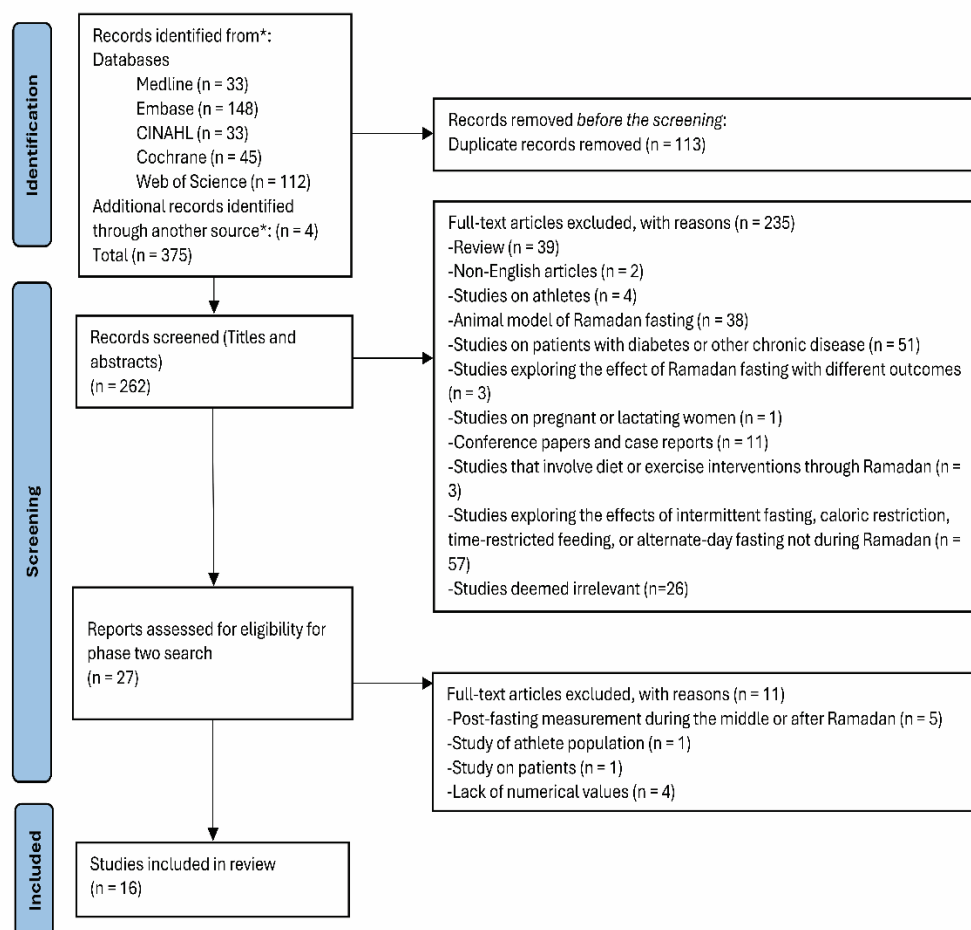 Identification
Records identified from*:
Databases
Medline (n = 33)
Embase (n = 148)
CINAHL (n = 33)
Cochrane (n = 45)
Web of Science (n = 112)
Additional records identified
through another source*: (n = 4)
Total (n = 375)
Records removed before the screening:
Duplicate records removed (n = 113)
Screening
Records screened (Titles and
abstracts)
(n = 262)
Full-text articles excluded, with reasons (n = 235)
-Review (n = 39)
-Non-English articles (n = 2)
-Studies on athletes (n = 4)
-Animal model of Ramadan fasting (n = 38)
-Studies on patients with diabetes or other chronic disease (n = 51)
-Studies exploring the effect of Ramadan fasting with different outcomes
(n = 3)
-Studies on pregnant or lactating women (n = 1)
-Conference papers and case reports (n = 11)
-Studies that involve diet or exercise interventions through Ramadan (n =
3)
-Studies exploring the effects of intermittent fasting, caloric restriction,
time-restricted feeding, or alternate-day fasting not during Ramadan (n =
57)
-Studies deemed irrelevant (n=26)
Reports assessed for eligibility for
phase two search
(n = 27)
Full-text articles excluded, with reasons (n = 11)
-Post-fasting measurement during the middle or after Ramadan (n = 5)
-Study of athlete population (n = 1)
-Study on patients (n = 1)
-Lack of numerical values (n = 4)
Included
Studies included in review
(n = 16)